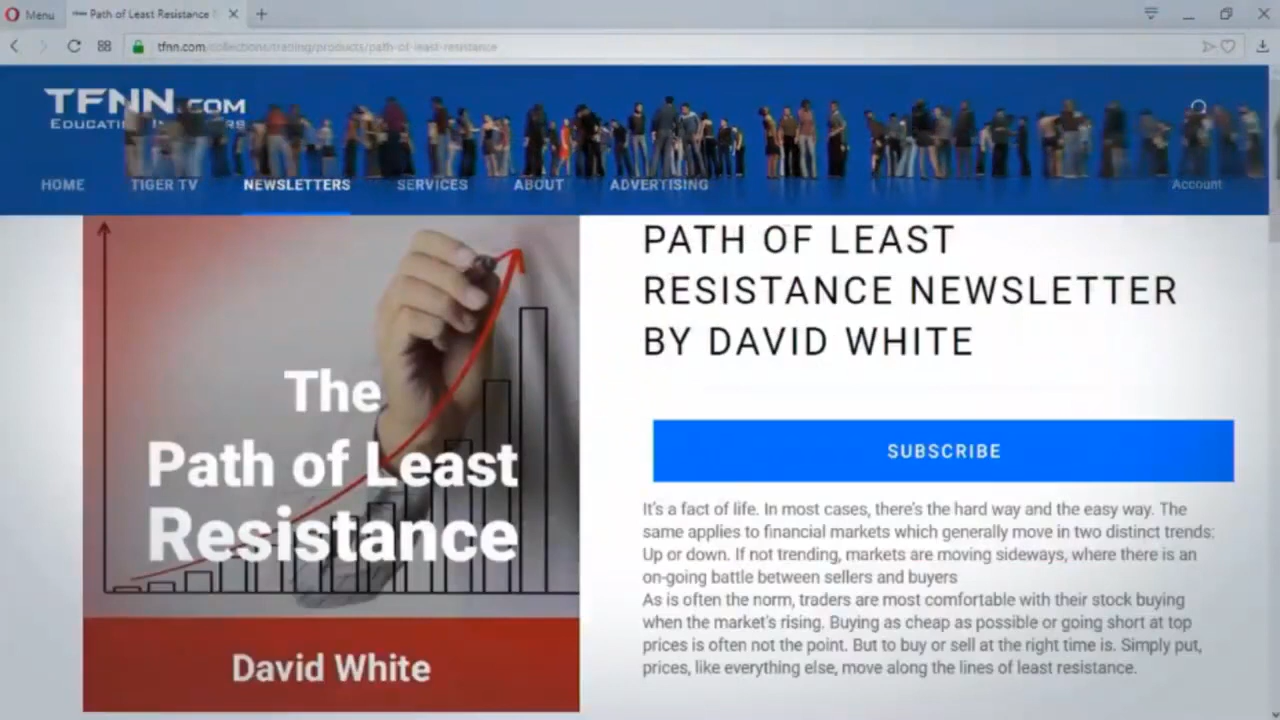 Menu
Path of Least Resistance
tfnn.com/collections/trading/products/path-of-least-resistance
TFNN.COM
HOME
TIGER TV
NEWSLETTERS
SERVICES
ABOUT
ADVERTISING
Account
The
Path of Least
Resistance
David White
PATH OF LEAST
RESISTANCE NEWSLETTER
BY DAVID WHITE
SUBSCRIBE
It's a fact of life. In most cases, there's the hard way and the easy way. The
same applies to financial markets which generally move in two distinct trends:
Up or down. If not trending, markets are moving sideways, where there is an
on-going battle between sellers and buyers
As is often the norm, traders are most comfortable with their stock buying
when the market's rising. Buying as cheap as possible or going short at top
prices is often not the point. But to buy or sell at the right time is. Simply put,
prices, like everything else, move along the lines of least resistance.